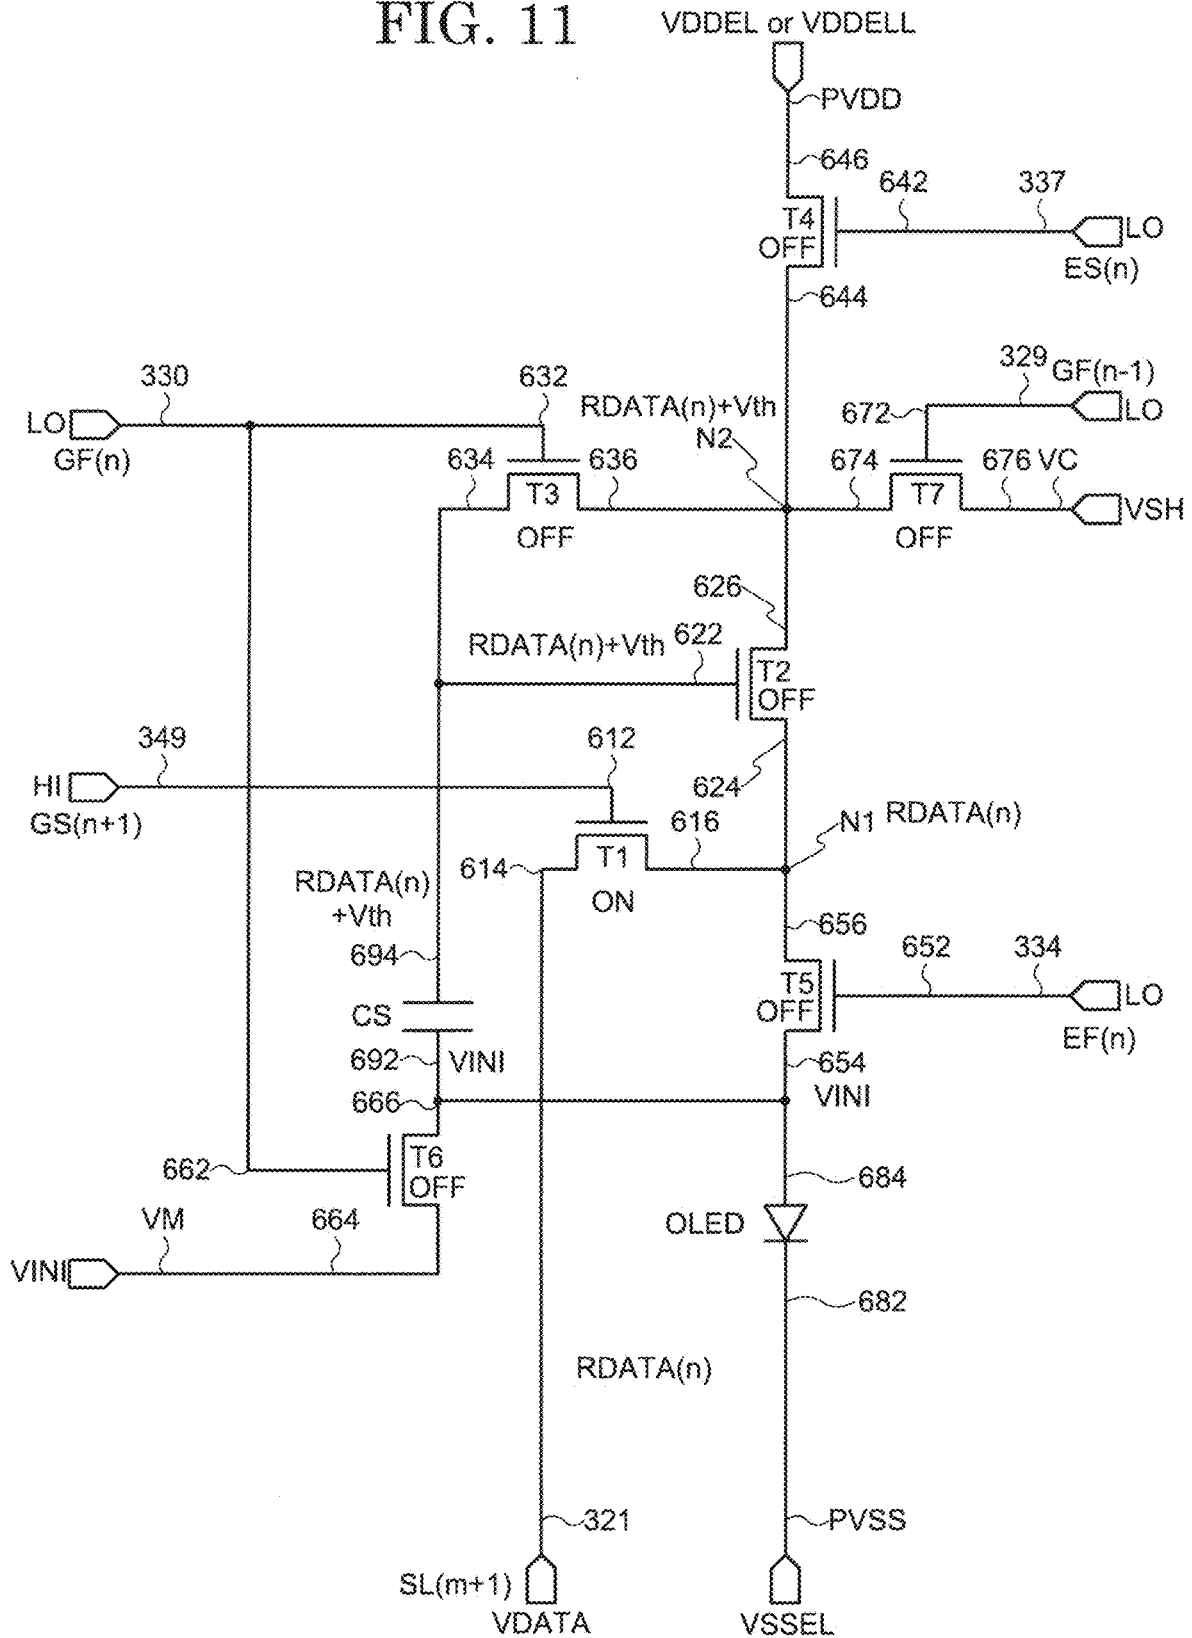 FIG. 11
VDDEL or VDDELL
PVDD
646
642
337
T4
OFF
LO
ES(n)
644
329
GF(n-1)
330
632
RDATA(n)+Vth
672
LO
LO
GF(n)
N2
634
636
674
676 VC
T3
T7
VSH
OFF
OFF
626
RDATA(n)+Vth
622
T2
OFF
349
612
HI
624
GS(n+1)
616
N1
RDATA(n)
614
T1
RDATA(n)
+Vth
ON
656
694
652
334
T5
OFF
LO
CS
EF(n)
692
VINI
654
666
VINI
T6
662
OFF
684
VM
664
OLED
VINI
682
RDATA(n)
321
PVSS
SL(m+1)
VDATA
VSSEL